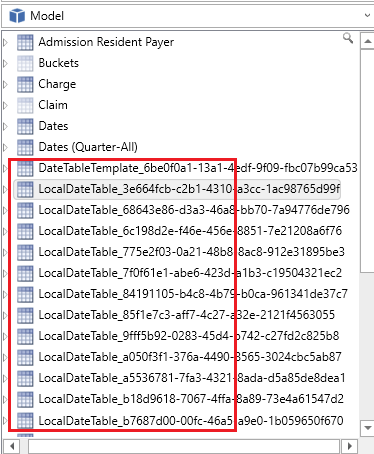 Model
Admission Resident Payer
Buckets
Charge
Claim
Dates
Dates (Quarter-All)
DateTableTemplate_6be0f0a1-13a1-4edf-9f09-fbc07b99ca53
LocalDateTable_3e664fcb-c2b1-4310-a3cc-1ac98765d99f
LocalDateTable_68643e86-d3a3-46a8-bb70-7a94776de796
LocalDateTable_6c198d2e-f46e-456e-8851-7e21208a6f76
LocalDateTable_775e2f03-0a21-48b8-8ac8-912e31895be3
LocalDateTable_7f0f61e1-abe6-423d-a1b3-c19504321ec2
LocalDateTable_84191105-b4c8-4b79-b0ca-961341de37c7
LocalDateTable_85f1e7c3-aff7-4c27-a32e-2121f4563055
LocalDateTable_9fff5b92-0283-45d4-b742-c27fd2c825b8
LocalDateTable_a050f3f1-376a-4490-8565-3024cbc5ab87
LocalDateTable_a5536781-7fa3-4321-8ada-d5a85de8dea1
LocalDateTable_b18d9618-7067-4ffa-8a89-73e4a61547d2
LocalDateTable_b7687d00-00fc-46a5-a9e0-1b059650f670